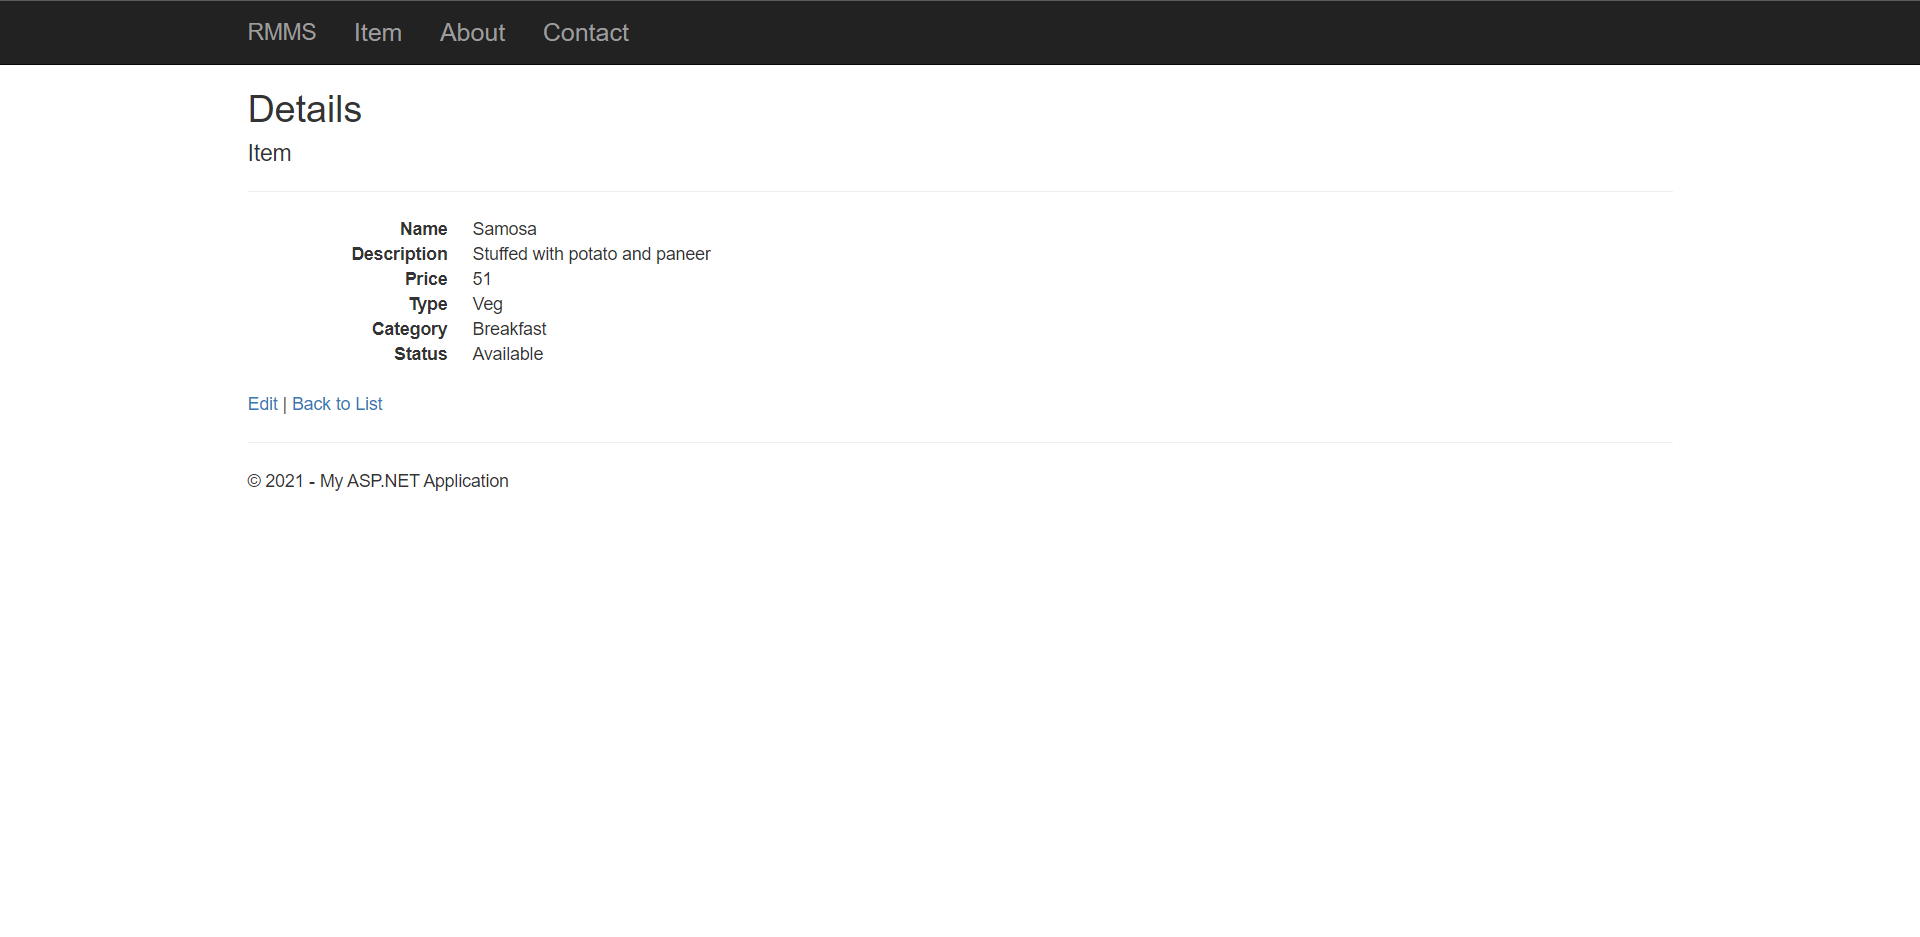 RMMS Item About Contact
Details
Item
Name Samosa
Description Stuffed with potato and paneer
Price 51
Type Veg
Category Breakfast
Status Available
Edit | Back to List
© 2021 - My ASP.NET Application